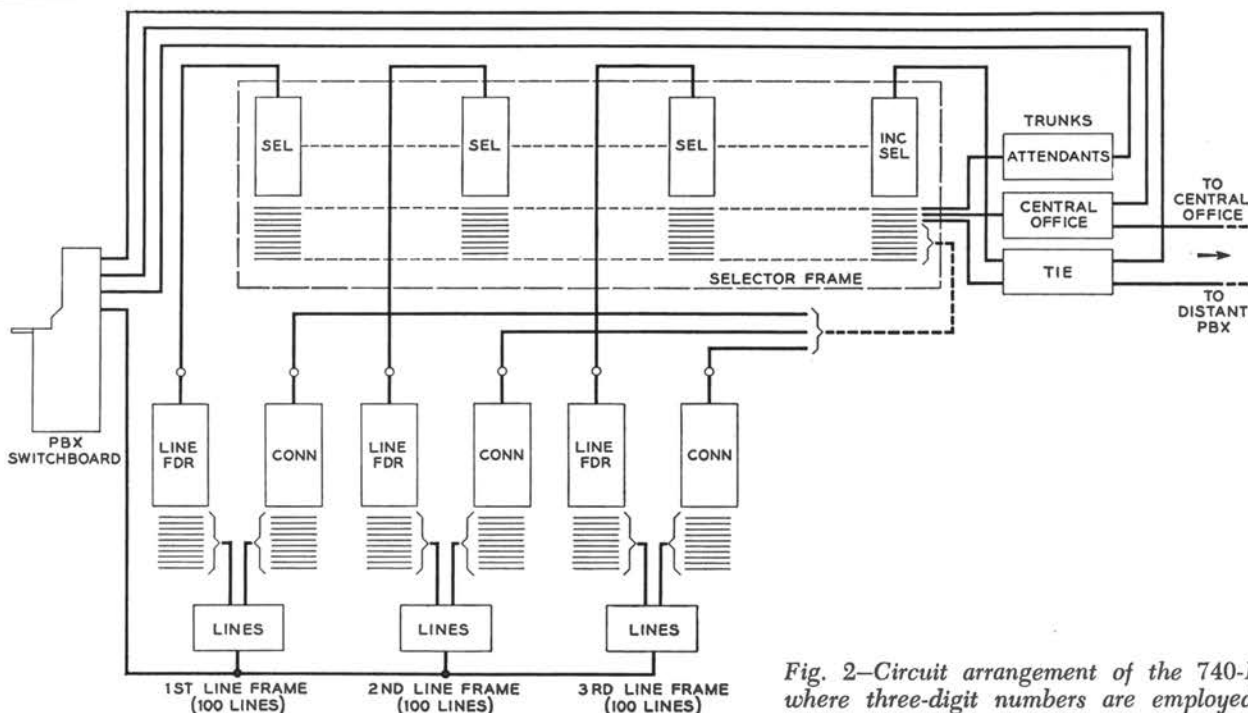 TRUNKS
SEL
SEL
SEL
INC
SEL
ATTENDANTS
CENTRAL
OFFICE
TIE
TO
CENTRAL
OFFICE
TO
DISTANT
PBX
SELECTOR FRAME
PBX
SWITCHBOARD
LINE
FDR
CONN
LINE
FDR
CONN
LINE
FDR
CONN
LINES
LINES
LINES
1ST LINE FRAME
(100 LINES)
2ND LINE FRAME
(100 LINES)
3RD LINE FRAME
(100 LINES)
Fig. 2—Circuit arrangement of the
where three-digit numbers are employed